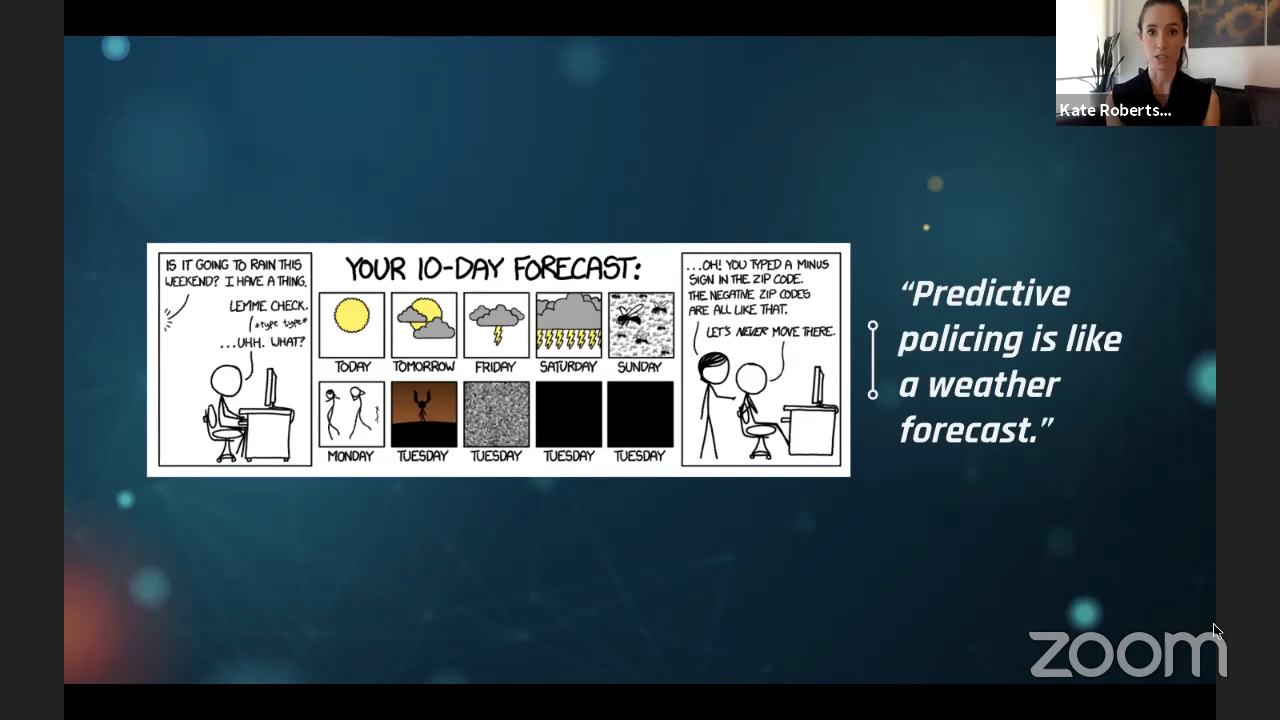 Kate Roberts...
IS IT GOING TO RAIN THIS
WEEKEND? I HAVE A THING.
LEMME CHECK.
*type type*
...UHH. WHAT?
YOUR 10-DAY FORECAST:
TODAY
TOMORROW
FRIDAY
SATURDAY
SUNDAY
MONDAY
TUESDAY
TUESDAY
TUESDAY
TUESDAY
...OH! YOU TYPED A MINUS
SIGN IN THE ZIP CODE.
THE NEGATIVE ZIP CODES
ARE ALL LIKE THAT.
LET'S NEVER MOVE THERE.
“Predictive
policing is like
a weather
forecast.”
zoom